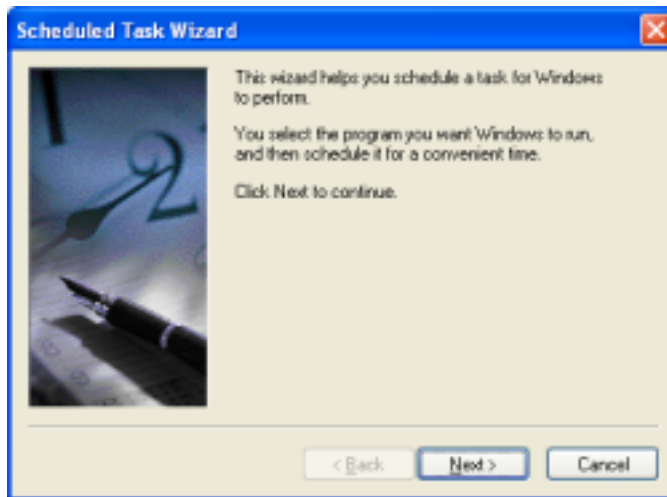 Scheduled Task Wizard
This wizard helps you schedule a task for Windows
to perform.
You select the program you want Windows to run,
and then schedule it for a convenient time.
Click Next to continue.
< Back
Next >
Cancel